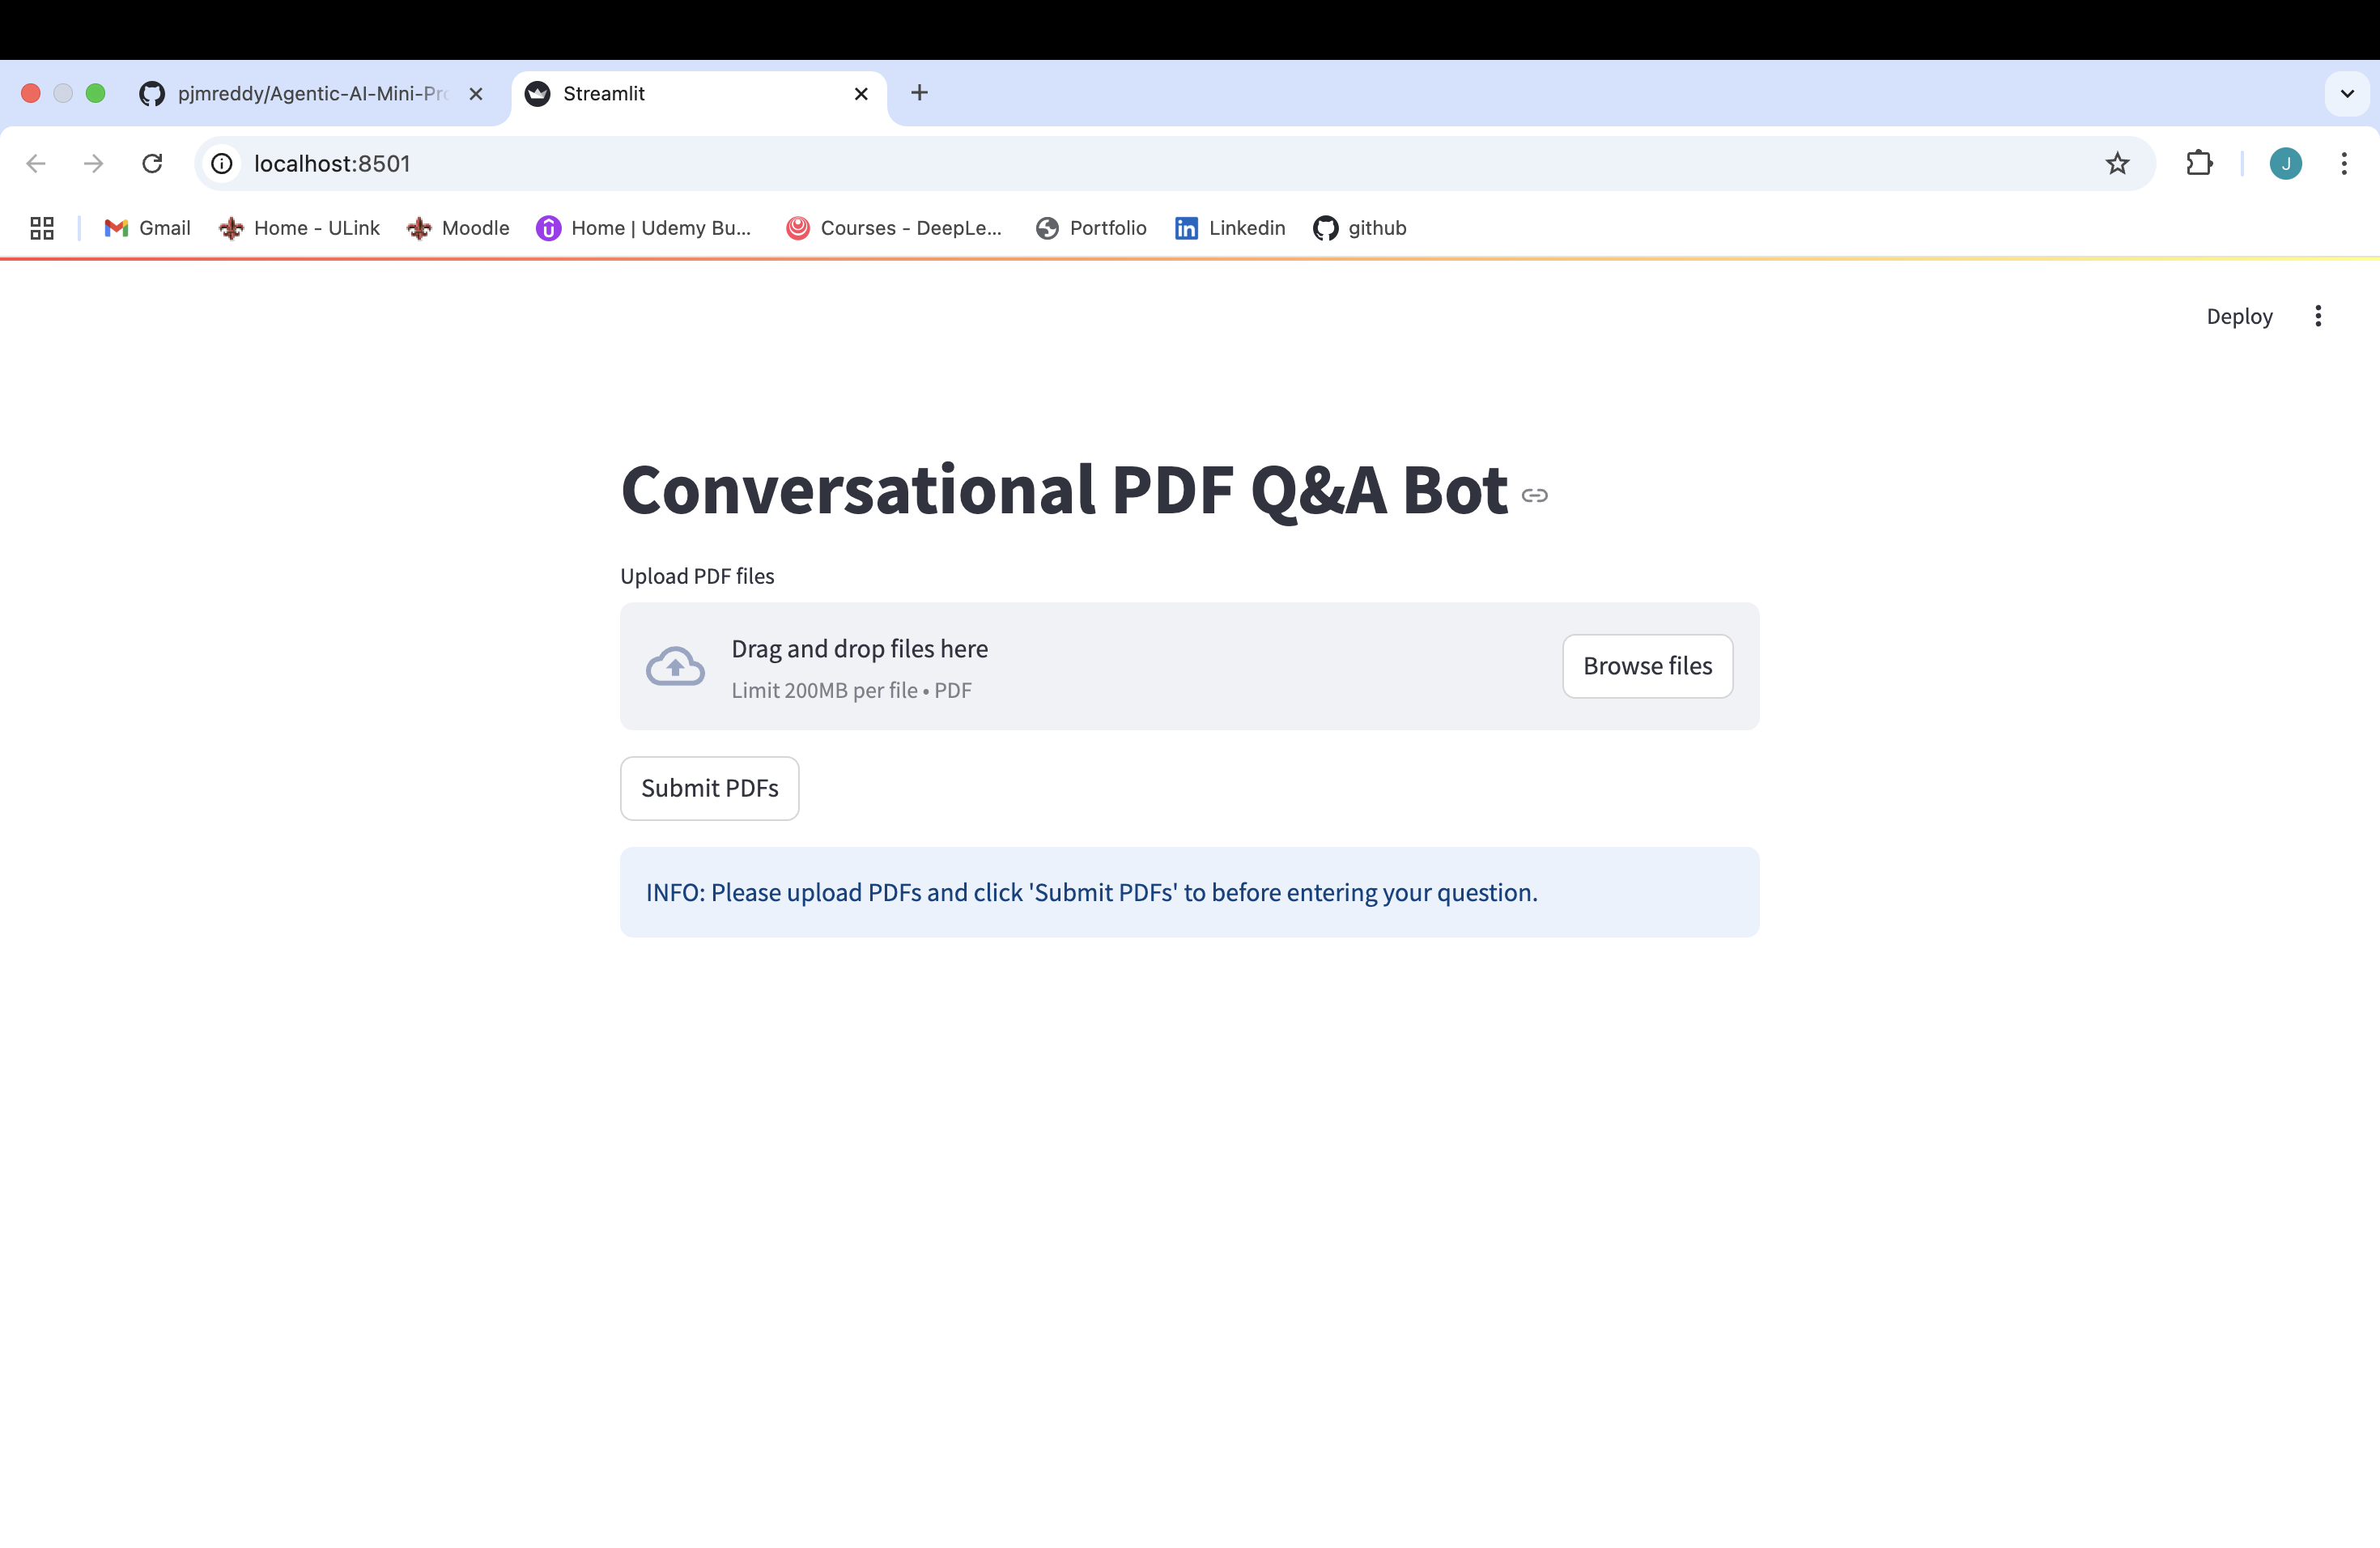 pjmreddy/Agentic-AI-Mini-Pro
Streamlit
localhost:8501
J
Gmail
Home - ULink
Moodle
Home | Udemy Bu...
Courses - DeepLe...
Portfolio
Linkedin
github
Deploy
Conversational PDF Q&A Bot
Upload PDF files
Drag and drop files here
Limit 200MB per file • PDF
Browse files
Submit PDFs
INFO: Please upload PDFs and click 'Submit PDFs' to before entering your question.